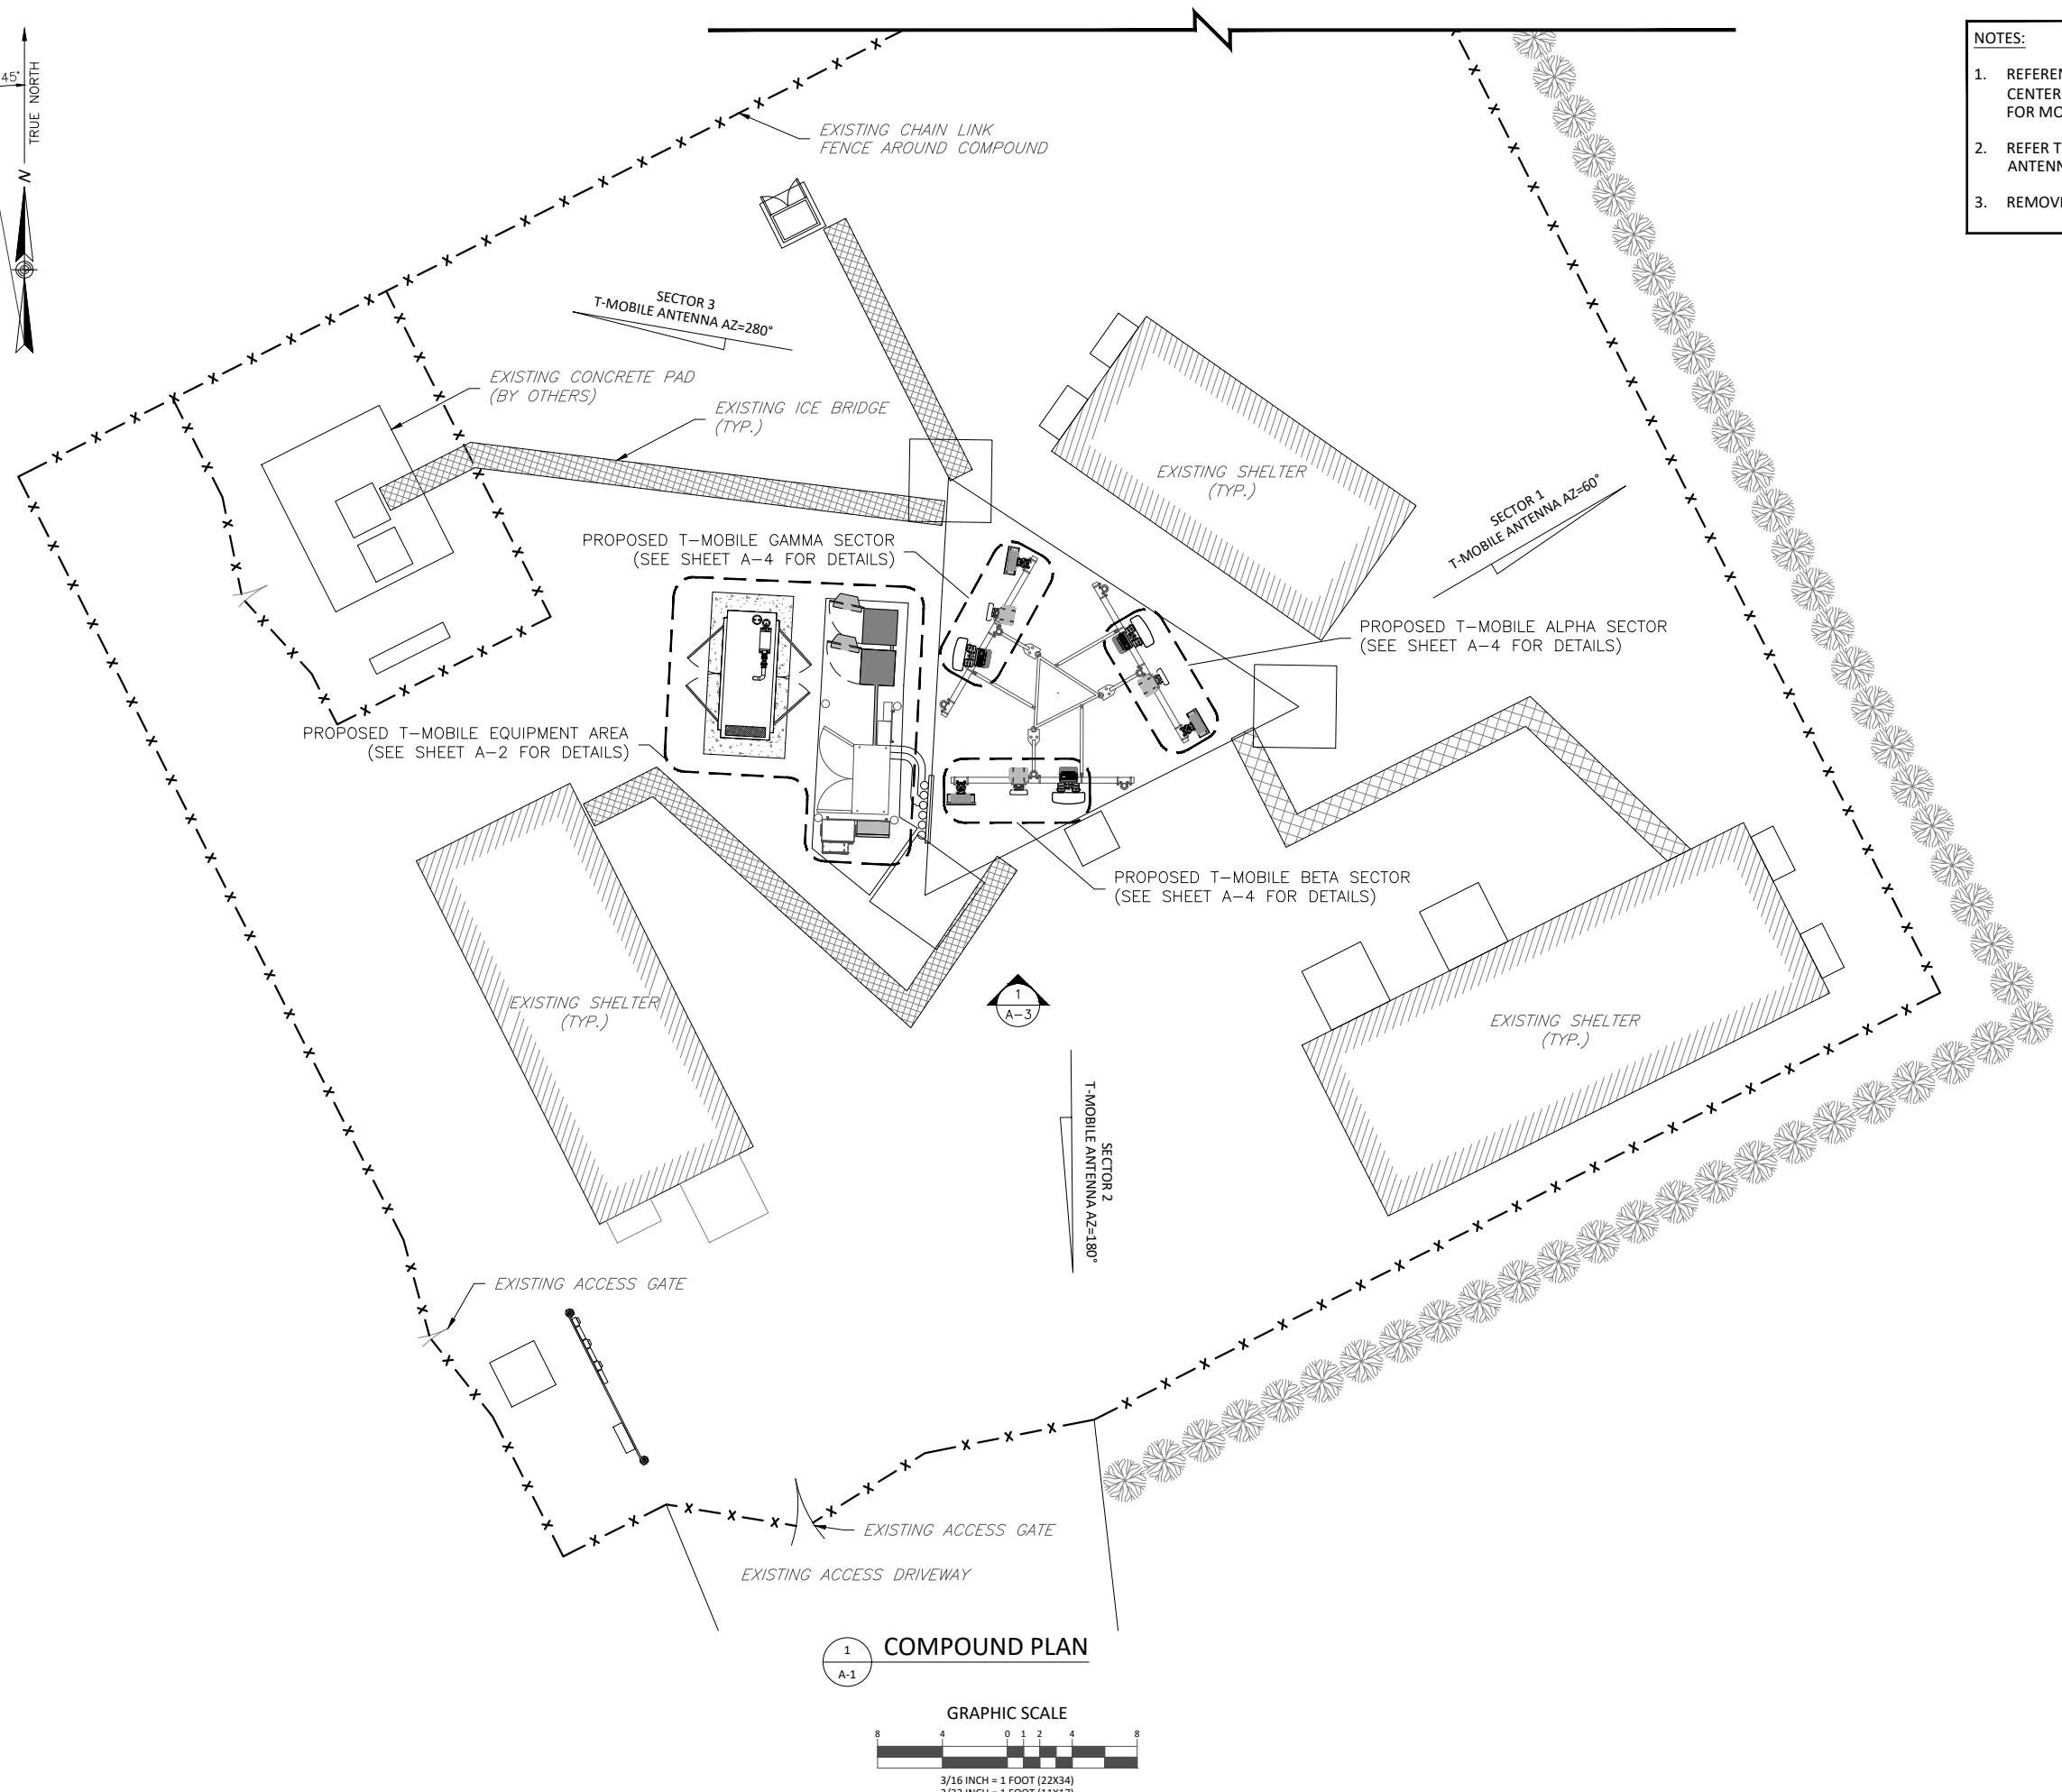 45°
TRUE NORTH
N
NOTES:
1.
2. REFER
ANTENN
3.
EXISTING CHAIN LINK
FENCE AROUND COMPOUND
SECTOR 3
T-MOBILE ANTENNA AZ=280°
EXISTING CONCRETE PAD
(BY OTHERS)
EXISTING ICE BRIDGE
(TYP.)
EXISTING SHELTER
(TYP.)
SECTOR 1
T-MOBILE ANTENNA AZ=60°
PROPOSED T-MOBILE GAMMA SECTOR
(SEE SHEET A-4 FOR DETAILS)
PROPOSED T-MOBILE ALPHA SECTOR
(SEE SHEET A-4 FOR DETAILS)
PROPOSED T-MOBILE EQUIPMENT AREA
(SEE SHEET A-2 FOR DETAILS)
PROPOSED T-MOBILE BETA SECTOR
(SEE SHEET A-4 FOR DETAILS)
EXISTING SHELTER
(TYP.)
1
A-3
EXISTING SHELTER
(TYP.)
SECTOR 2
T-MOBILE ANTENNA AZ=180°
EXISTING ACCESS GATE
EXISTING ACCESS GATE
EXISTING ACCESS DRIVEWAY
1
A-1
COMPOUND PLAN
GRAPHIC SCALE
8 4 0 1 2 4 8
3/16 INCH = 1 FOOT (22X34)
3/32 INCH = 1 FOOT (11X17)